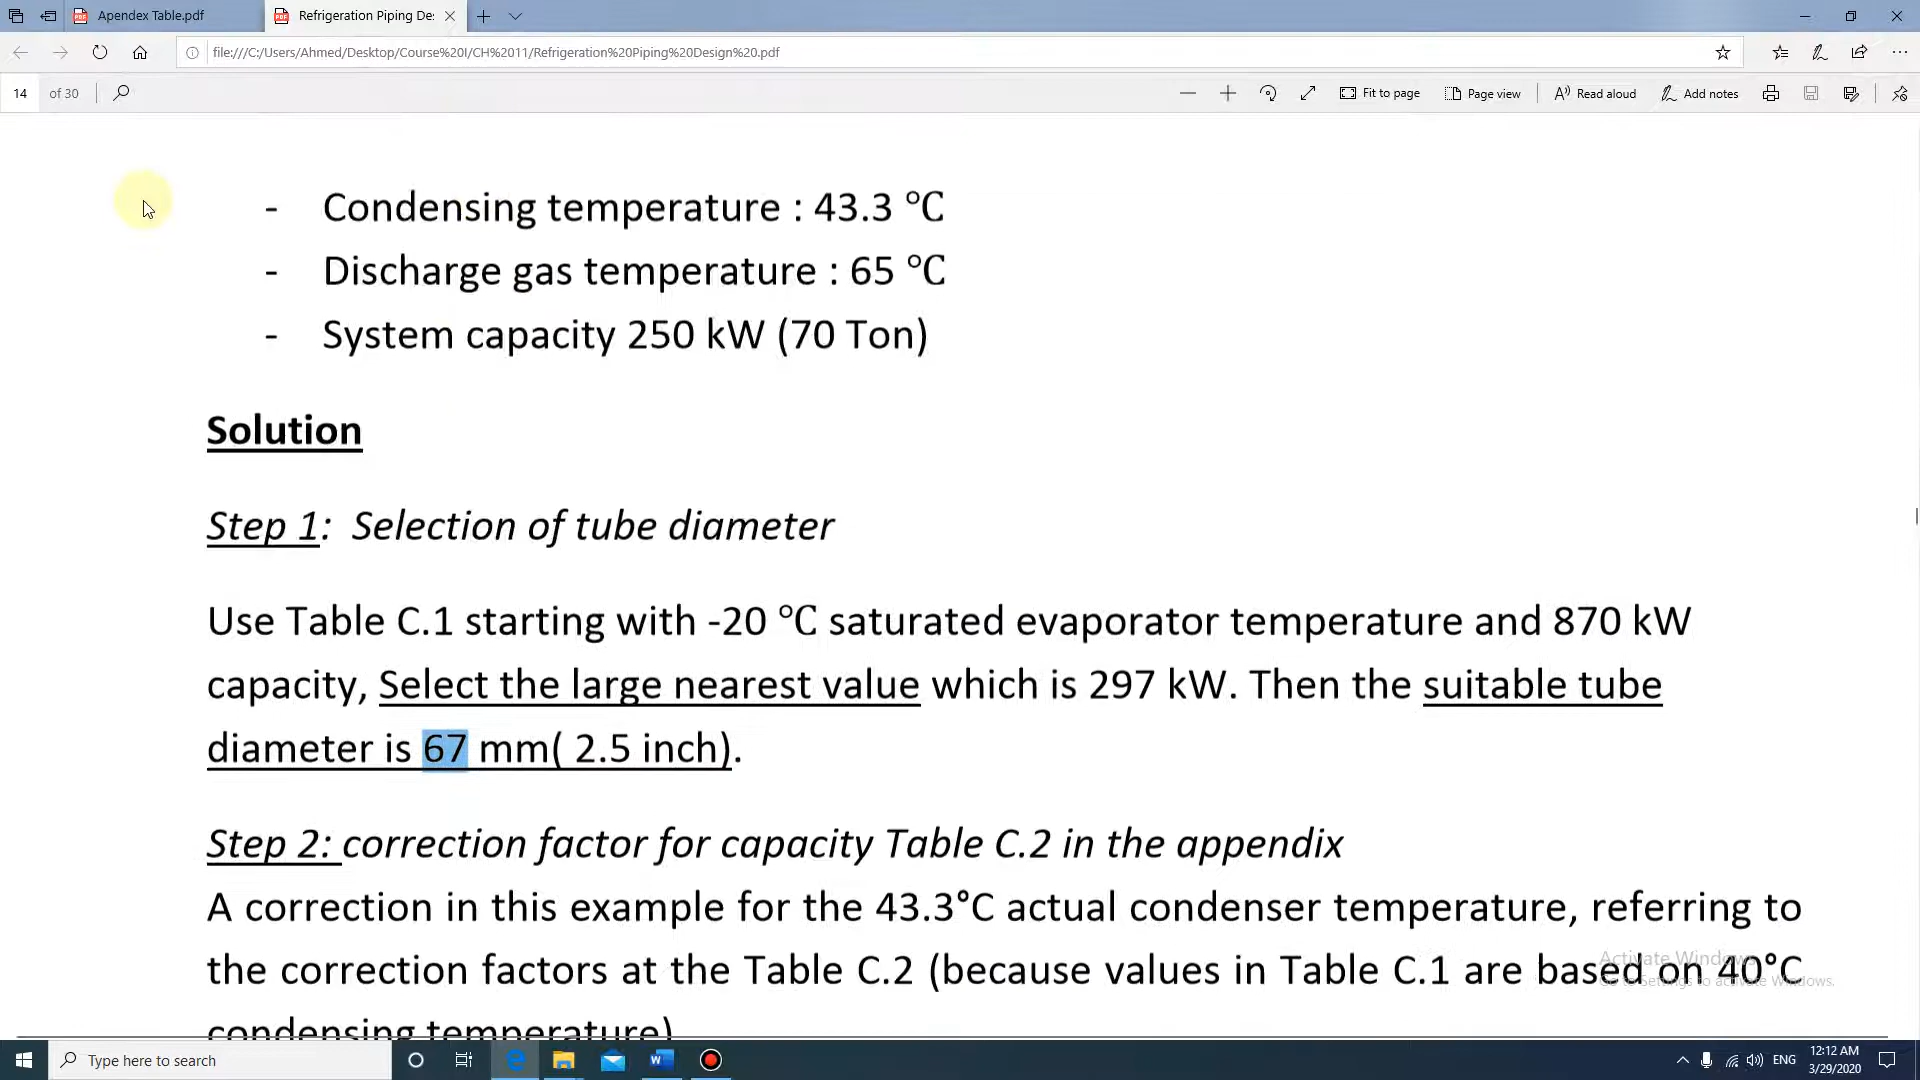 Apendex Table.pdf
Refrigeration Piping De:
file:///C:/Users/Ahmed/Desktop/Course%20I/CH%2011/Refrigeration%20Piping%20Design%20.pdf
14 of 30
Fit to page
Page view
Read aloud
Add notes
- Condensing temperature : 43.3 °C
- Discharge gas temperature : 65 °C
- System capacity 250 kW (70 Ton)
Solution
Step 1: Selection of tube diameter
Use Table C.1 starting with -20 °C saturated evaporator temperature and 870 kW
capacity, Select the large nearest value which is 297 kW. Then the suitable tube
diameter is 67 mm( 2.5 inch).
Step 2: correction factor for capacity Table C.2 in the appendix
A correction in this example for the 43.3°C actual condenser temperature, referring to
the correction factors at the Table C.2 (because values in Table C.1 are based on 40°C
condensing temperature)
Activate Windows
Go to Settings to activate Windows.
Type here to search
ENG
12:12 AM
3/29/2020